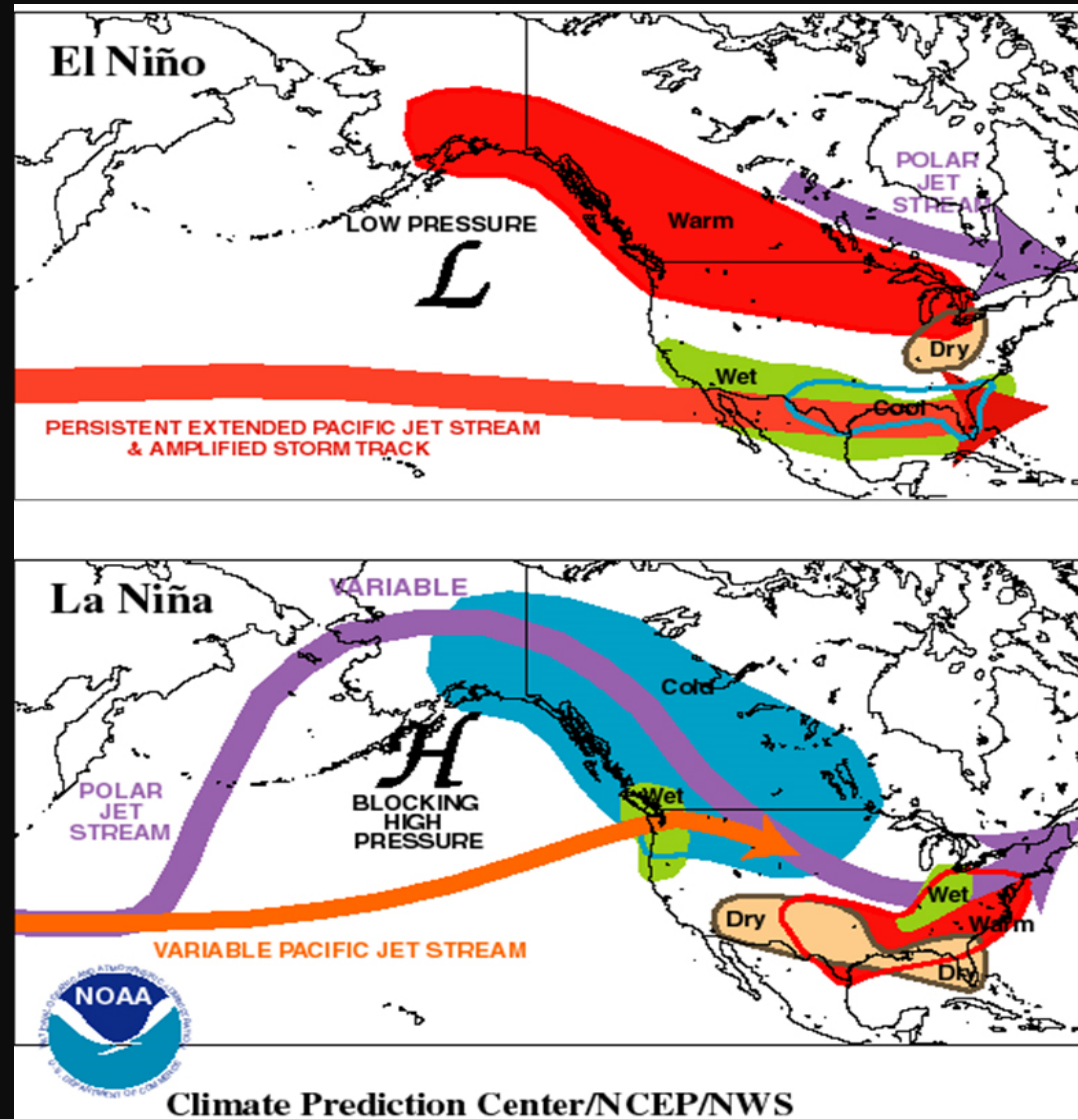 El Niño
POLAR
JET
STREAM
LOW PRESSURE
L
Warm
Dry
Wet
Cool
PERSISTENT EXTENDED PACIFIC JET STREAM
& AMPLIFIED STORM TRACK
La Niña
VARIABLE
Cold
H
POLAR
JET
STREAM
BLOCKING
HIGH
PRESSURE
Wet
Wet
Dry
Warm
Dry
VARIABLE PACIFIC JET STREAM
NOAA
Climate Prediction Center/NCEP/NWS